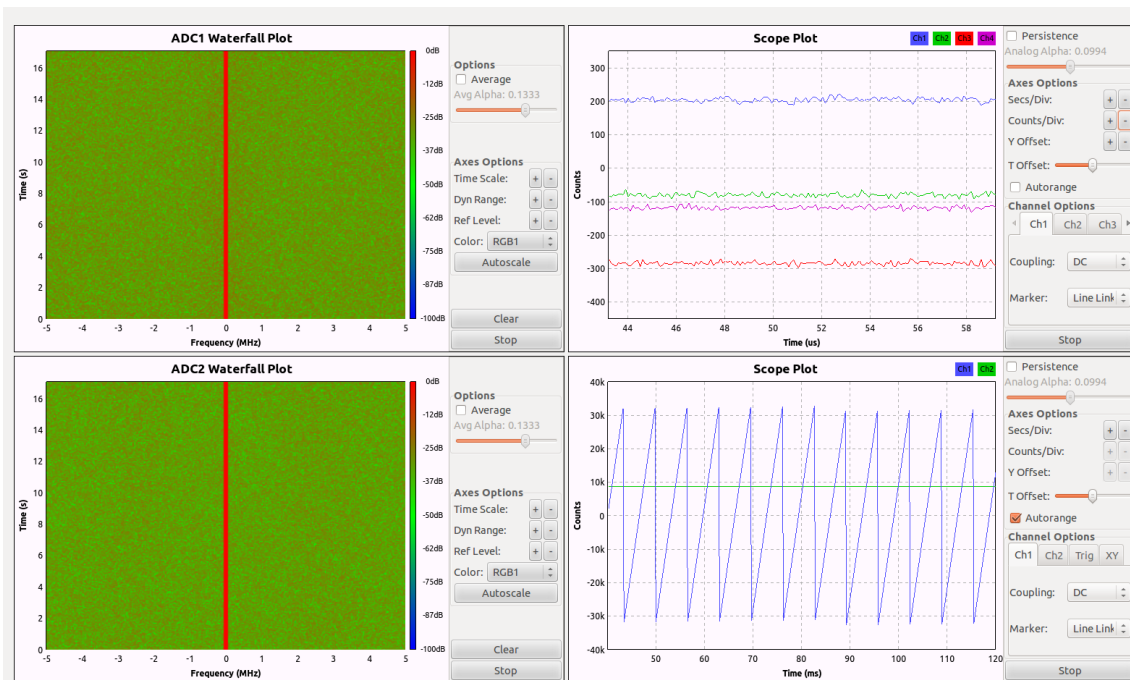 ADC1 Waterfall Plot
0dB
-12dB
-25dB
-37dB
-50dB
-62dB
-75dB
-87dB
-100dB
16
14
12
10
8
6
4
2
0
Time (s)
-5 -4 -3 -2 -1 0 1 2 3 4 5
Frequency (MHz)
Options
Average
Avg Alpha: 0.1333
Axes Options
Time Scale: + -
Dyn Range: + -
Ref Level: + -
Color: RGB1
Autoscale
Clear
Stop
Scope Plot
Ch1 Ch2 Ch3 Ch4
300
200
100
0
-100
-200
-300
-400
Counts
44 46 48 50 52 54 56 58
Time (us)
Persistence
Analog Alpha: 0.0994
Axes Options
Secs/Div: + -
Counts/Div: + -
Y Offset: + -
T Offset:
Autorange
Channel Options
Ch1 Ch2 Ch3
Coupling: DC
Marker: Line Link
Stop
ADC2 Waterfall Plot
0dB
-12dB
-25dB
-37dB
-50dB
-62dB
-75dB
-87dB
-100dB
16
14
12
10
8
6
4
2
0
Time (s)
-5 -4 -3 -2 -1 0 1 2 3 4 5
Frequency (MHz)
Options
Average
Avg Alpha: 0.1333
Axes Options
Time Scale: + -
Dyn Range: + -
Ref Level: + -
Color: RGB1
Autoscale
Clear
Stop
Scope Plot
Ch1 Ch2
40k
30k
20k
10k
0
-10k
-20k
-30k
-40k
Counts
50 60 70 80 90 100 110 120
Time (ms)
Persistence
Analog Alpha: 0.0994
Axes Options
Secs/Div: + -
Counts/Div: + -
Y Offset: + -
T Offset:
Autorange
Channel Options
Ch1 Ch2 Trig XY
Coupling: DC
Marker: Line Link
Stop